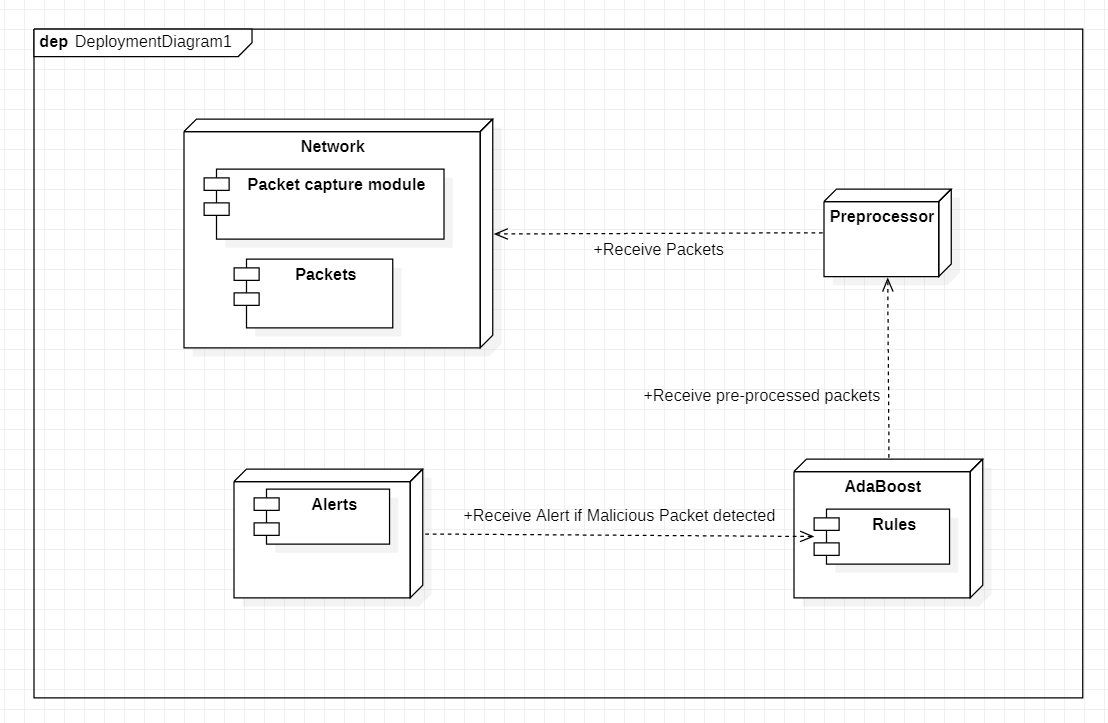 dep DeploymentDiagram1
Network
Packet capture module
Packets
Preprocessor
+Receive Packets
+Receive pre-processed packets
Alerts
+Receive Alert if Malicious Packet detected
AdaBoost
Rules